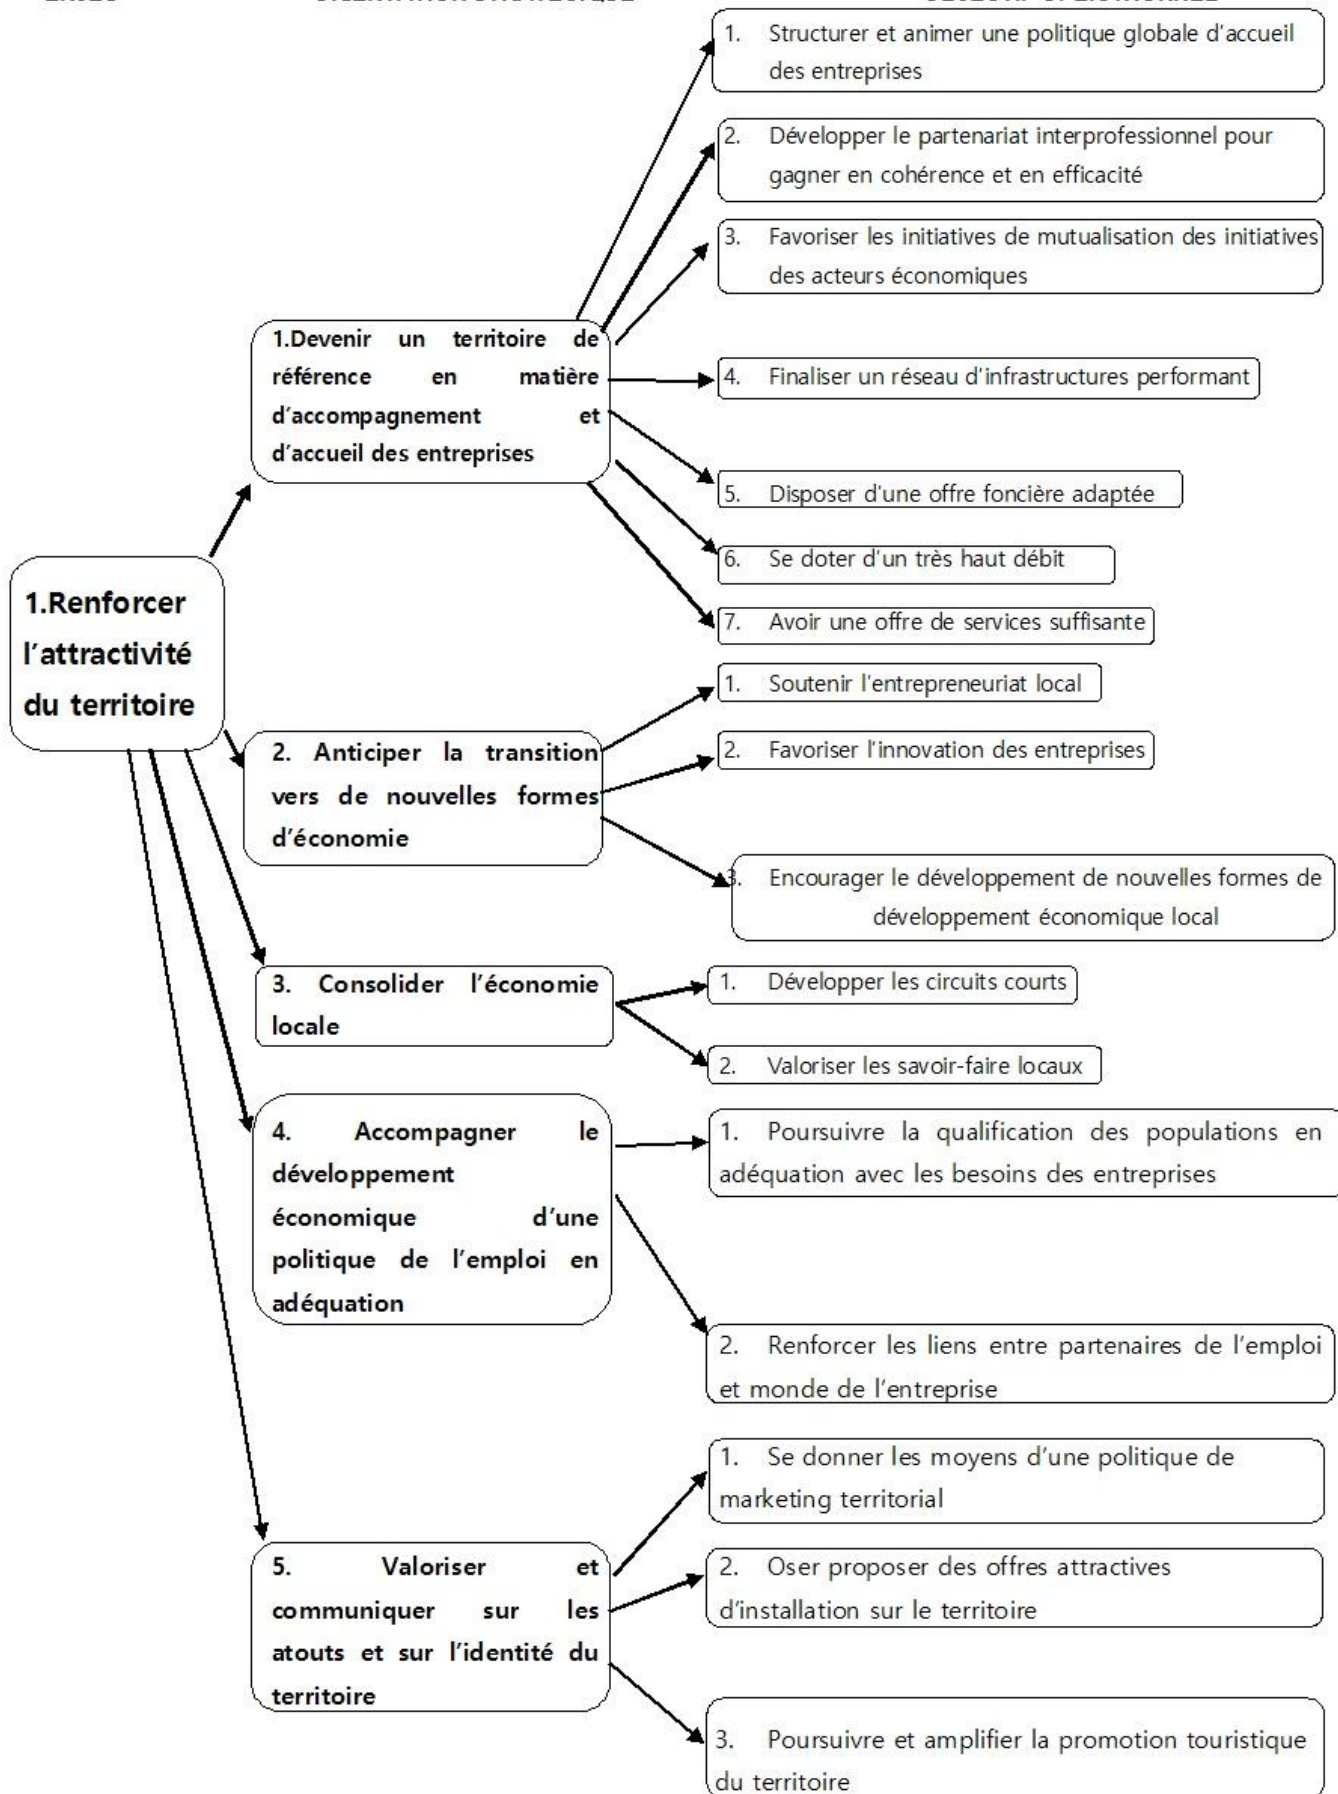 1. Structurer et animer une politique globale d'accueil
des entreprises
2. Développer le partenariat interprofessionnel pour
gagner en cohérence et en efficacité
3. Favoriser les initiatives de mutualisation des initiatives
des acteurs économiques
1.Devenir un territoire de
référence en matière
d'accompagnement et
d'accueil des entreprises
4. Finaliser un réseau d'infrastructures performant
5. Disposer d'une offre foncière adaptée
6. Se doter d'un très haut débit
7. Avoir une offre de services suffisante
1.Renforcer
l'attractivité
du territoire
2. Anticiper la transition
vers de nouvelles formes
d'économie
1. Soutenir l'entrepreneuriat local
2. Favoriser l'innovation des entreprises
3. Encourager le développement de nouvelles formes de
développement économique local
3. Consolider l'économie
locale
1. Développer les circuits courts
2. Valoriser les savoir-faire locaux
4. Accompagner le
développement
économique d'une
politique de l'emploi en
adéquation
1. Poursuivre la qualification des populations en
adéquation avec les besoins des entreprises
2. Renforcer les liens entre partenaires de l'emploi
et monde de l'entreprise
5. Valoriser et
communiquer sur les
atouts et sur l'identité du
territoire
1. Se donner les moyens d'une politique de
marketing territorial
2. Oser proposer des offres attractives
d'installation sur le territoire
3. Poursuivre et amplifier la promotion touristique
du territoire